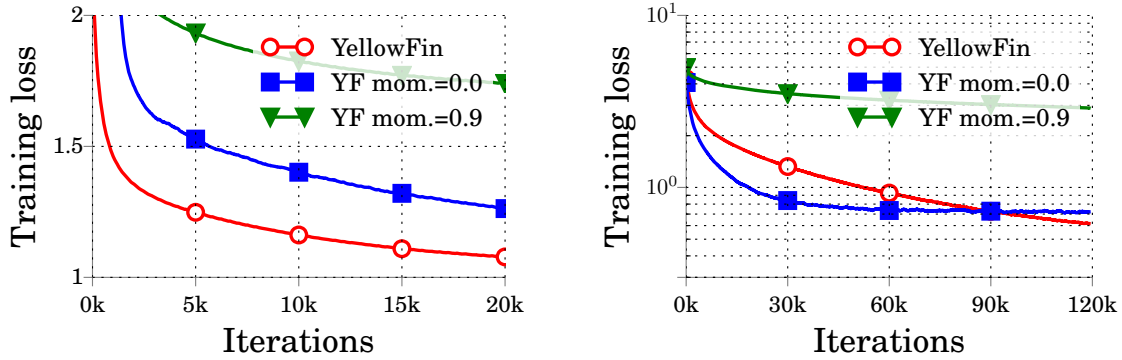 2
1.5
1
Training loss
YellowFin
YF mom.=0.0
YF mom.=0.9
0k 5k 10k 15k 20k
Iterations
10¹
10⁰
Training loss
YellowFin
YF mom.=0.0
YF mom.=0.9
0k 30k 60k 90k 120k
Iterations